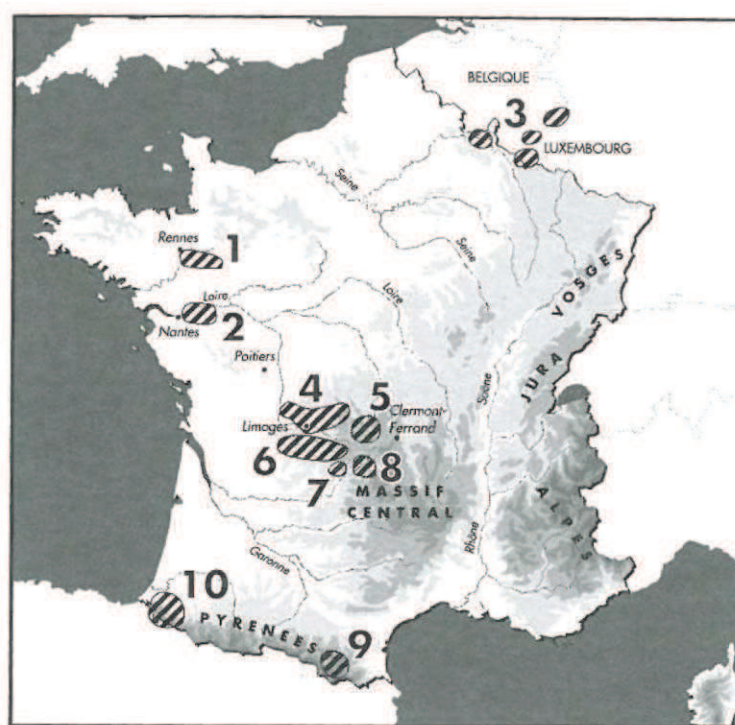 BELGIQUE
3
LUXEMBOURG
Seine
Rennes
1
Seine
VOSGES
Loire
Loire
Nantes
2
Poitiers
JURA
Saône
4
5
Clermont-
Ferrand
Limoges
6
7
8
MASSIF
CENTRAL
ALPES
Rhône
Garonne
10
PYRENEES
9